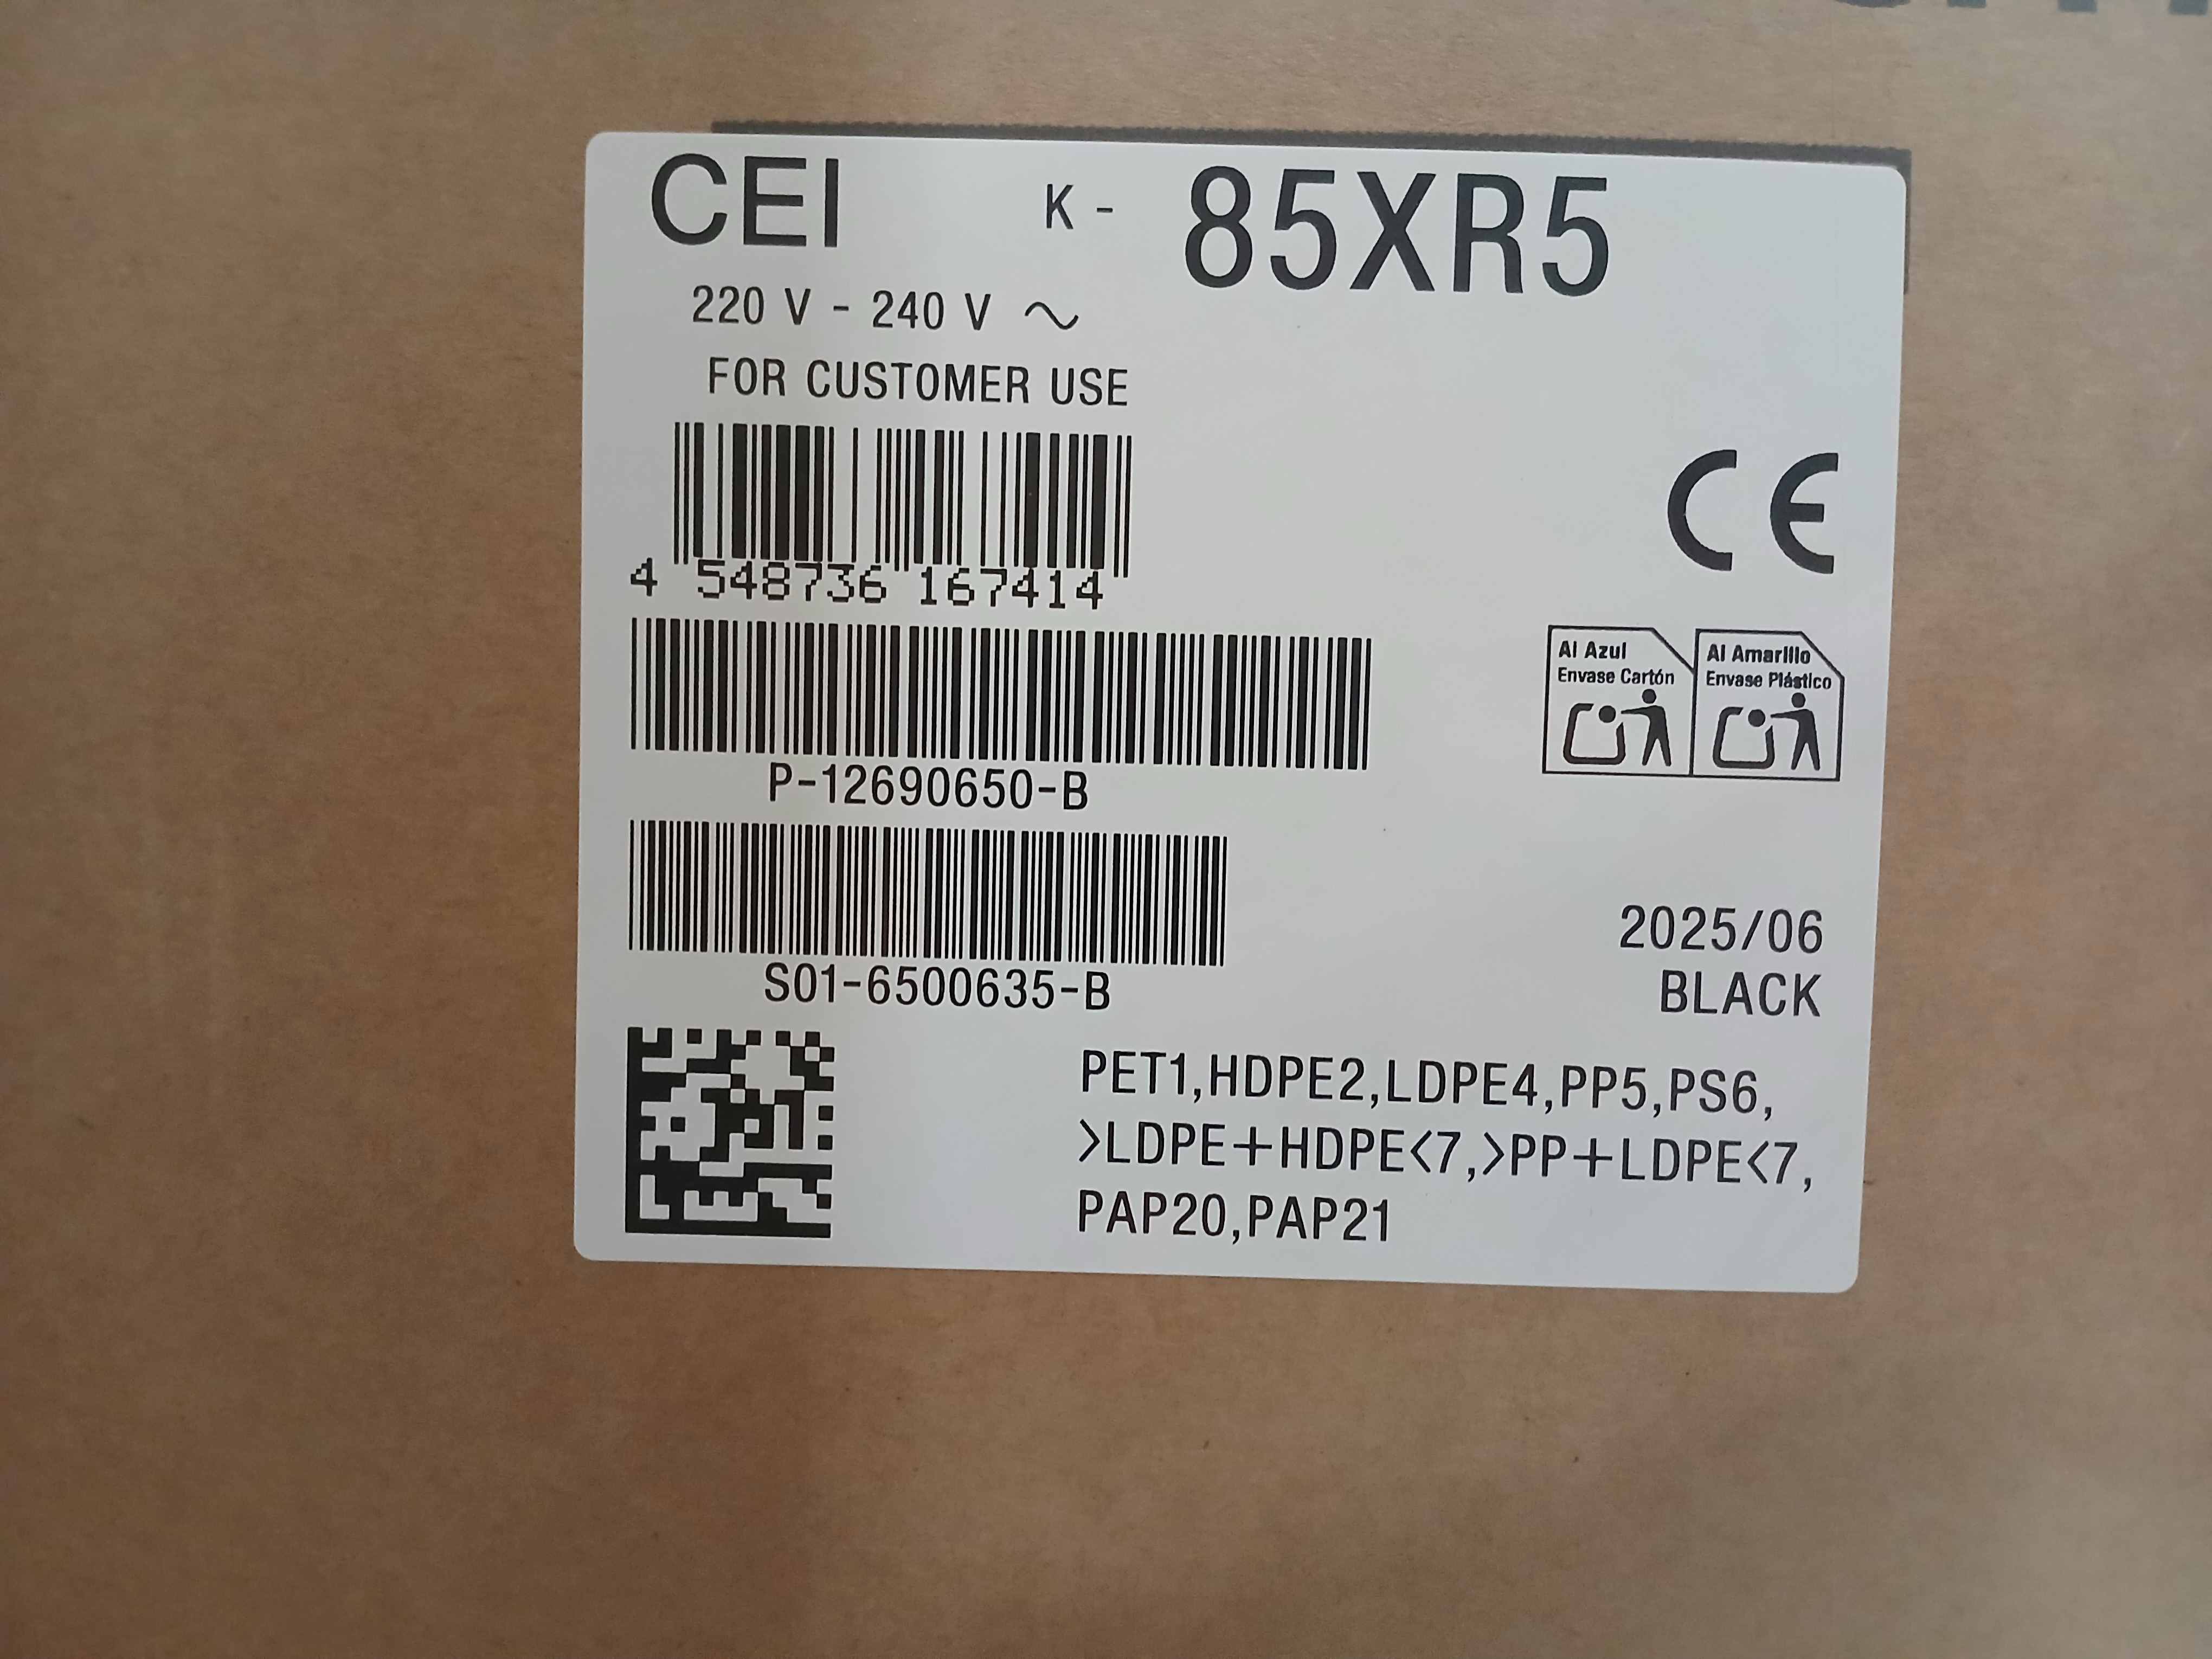 CEI K - 85XR5
220 V - 240 V ~
FOR CUSTOMER USE
4 548736 167414
P-12690650-B
Al Azul
Envase Cartón
Al Amarillo
Envase Plástico
S01-6500635-B
2025/06
BLACK
PET1,HDPE2,LDPE4,PP5,PS6,
>LDPE+HDPE<7,>PP+LDPE<7,
PAP20,PAP21
CE